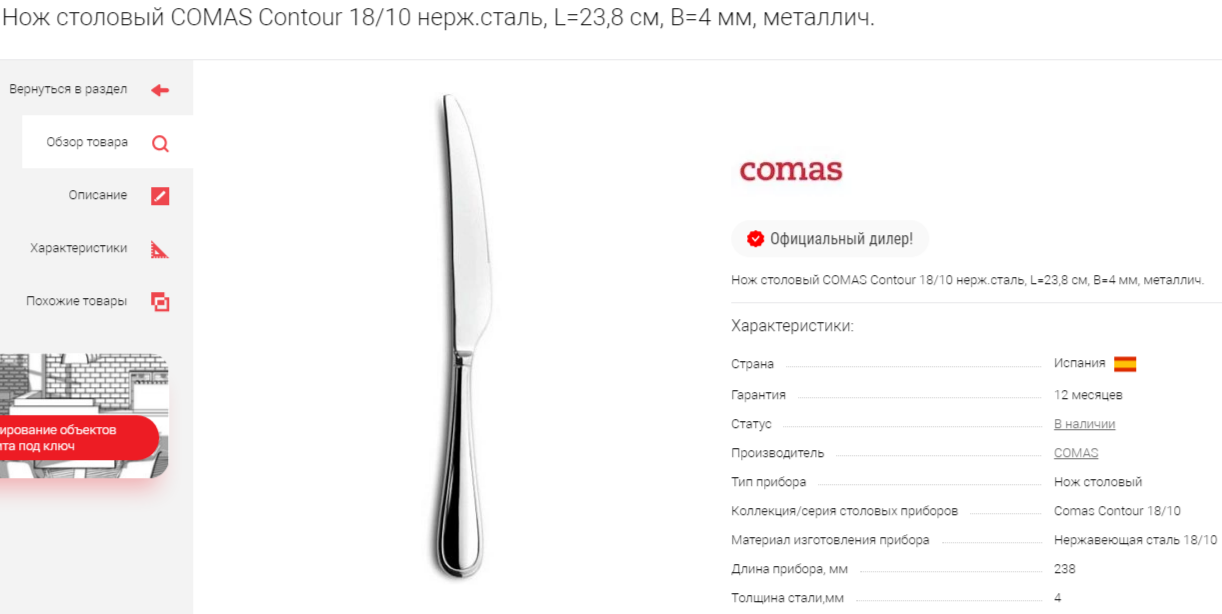 Нож столовый COMAS Contour 18/10 нерж.сталь, L=23,8 см, B=4 мм, металлич.
Вернуться в раздел
Обзор товара
Описание
Характеристики
Похожие товары
ирование объектов
та под ключ
comas
Официальный дилер!
Нож столовый COMAS Contour 18/10 нерж.сталь, L=23,8 см, B=4 мм, металлич.
Характеристики:
Страна Испания
Гарантия 12 месяцев
Статус В наличии
Производитель COMAS
Тип прибора Нож столовый
Коллекция/серия столовых приборов Comas Contour 18/10
Материал изготовления прибора Нержавеющая сталь 18/10
Длина прибора, мм 238
Толщина стали,мм 4